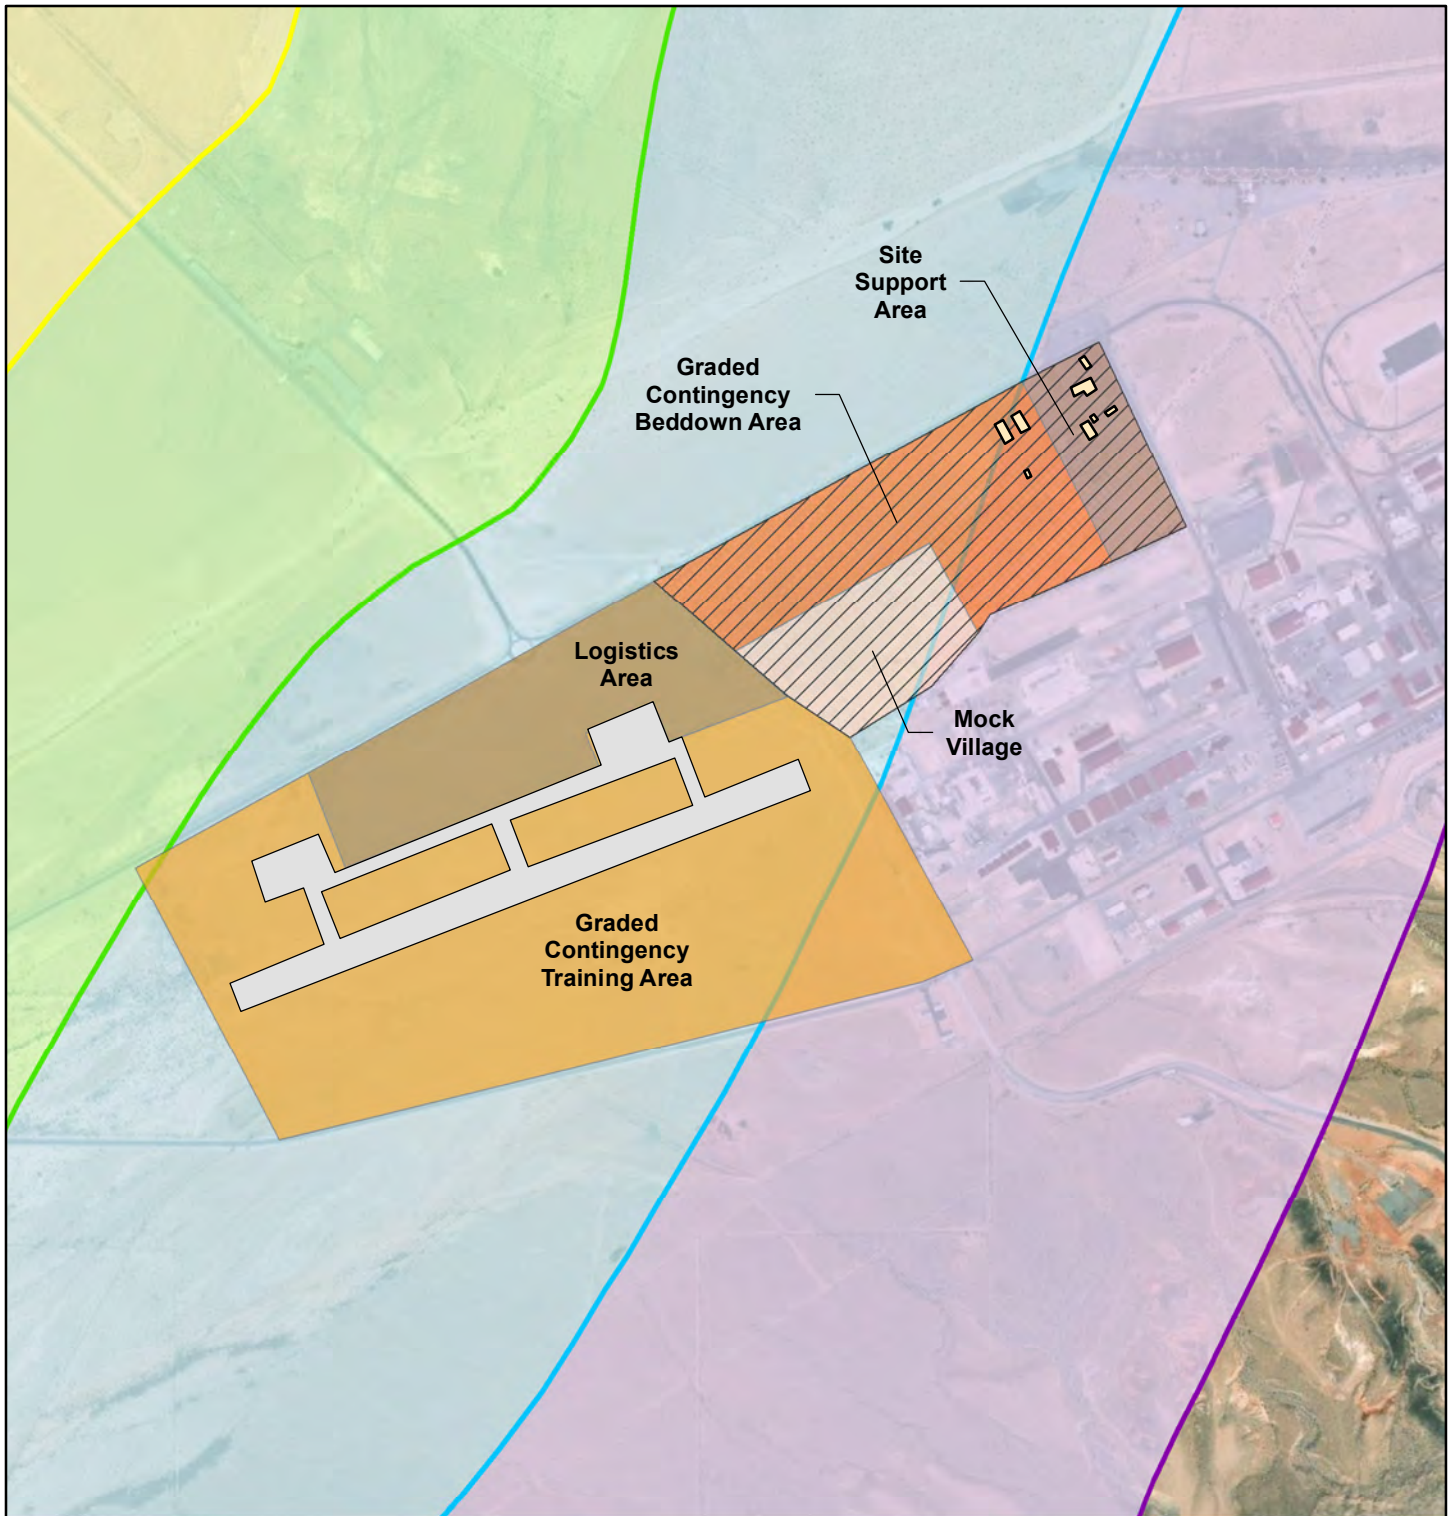 Site
Support
Area
Graded
Contingency
Beddown Area
Logistics
Area
Mock
Village
Graded
Contingency
Training Area